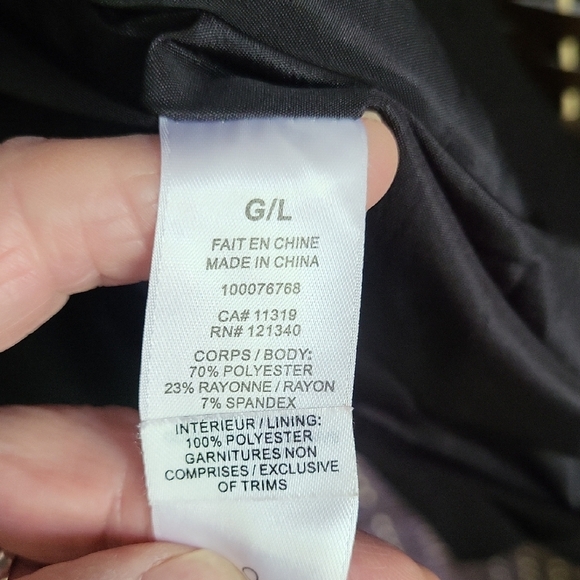 G/L
FAIT EN CHINE
MADE IN CHINA
100076768
CA# 11319
RN# 121340
CORPS / BODY:
70% POLYESTER
23% RAYONNE / RAYON
7% SPANDEX
INTERIEUR / LINING:
100% POLYESTER
GARNITURES NON
COMPRISES / EXCLUSIVE
OF TRIMS